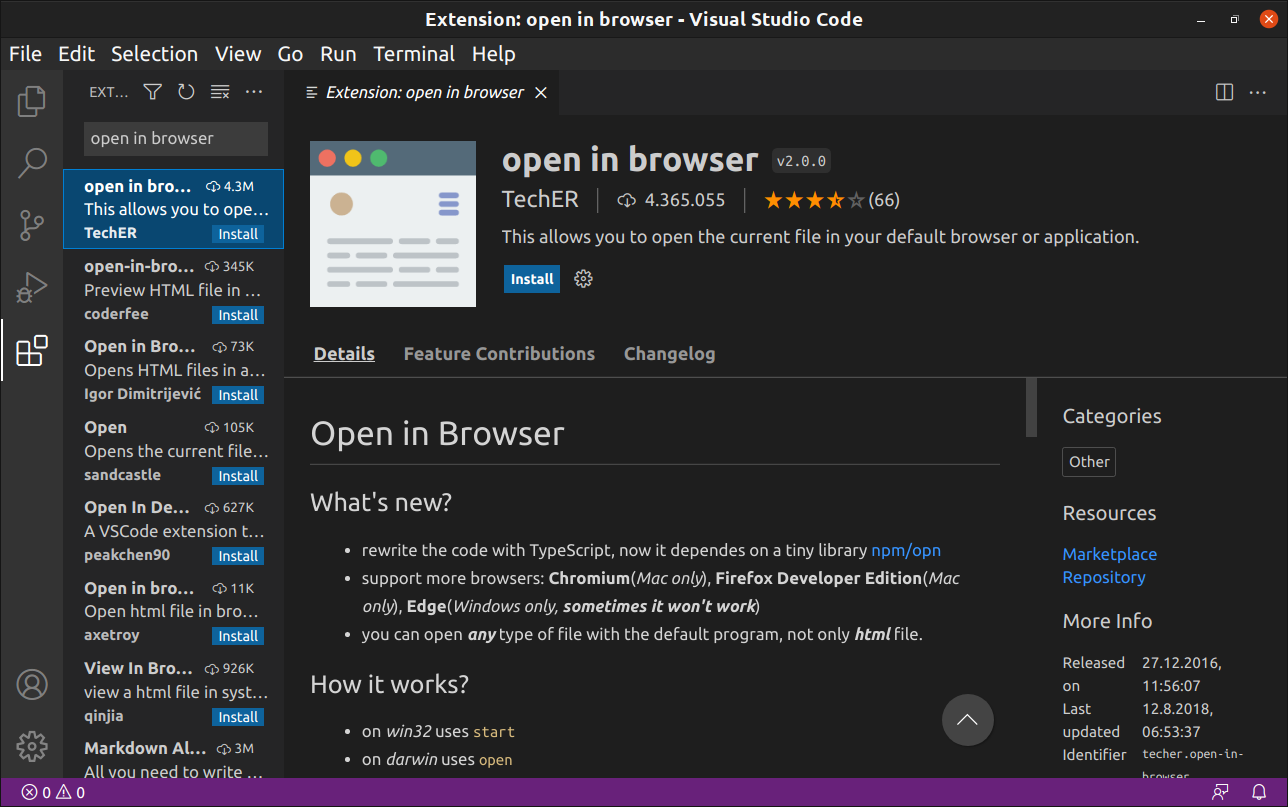 Extension: open in browser - Visual Studio Code
File Edit Selection View Go Run Terminal Help
EXT...
open in browser
open in bro... 4.3M
This allows you to ope...
TechER Install
open-in-bro... 345K
Preview HTML file in ...
coderfee Install
Open in Bro... 73K
Opens HTML files in a...
Igor Dimitrijević Install
Open 105K
Opens the current file...
sandcastle Install
Open In De... 627K
A VSCode extension t...
peakchen90 Install
Open in bro... 11K
Open html file in bro...
axetroy Install
View In Bro... 926K
view a html file in syst...
qinjia Install
Markdown Al... 3M
All you need to write ...
Extension: open in browser
open in browser v2.0.0
TechER 4.365.055 (66)
This allows you to open the current file in your default browser or application.
Install
Details Feature Contributions Changelog
Open in Browser
What's new?
• rewrite the code with TypeScript, now it dependes on a tiny library npm/opn
• support more browsers: Chromium(Mac only), Firefox Developer Edition(Mac
only), Edge(Windows only, sometimes it won't work)
• you can open any type of file with the default program, not only html file.
How it works?
• on win32 uses start
• on darwin uses open
Categories
Other
Resources
Marketplace
Repository
More Info
Released 27.12.2016,
on 11:56:07
Last 12.8.2018,
updated 06:53:37
Identifier techer.open-in-
browser
0 0